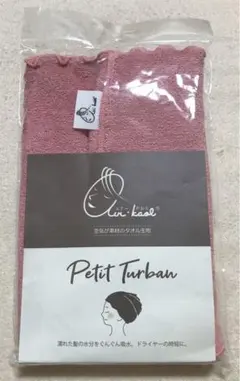 Air-kaol
Air-kaol
空気が素材のタオル生地
Petit Turban
濡れた髪の水分をぐんぐん吸水。ドライヤーの時短に。